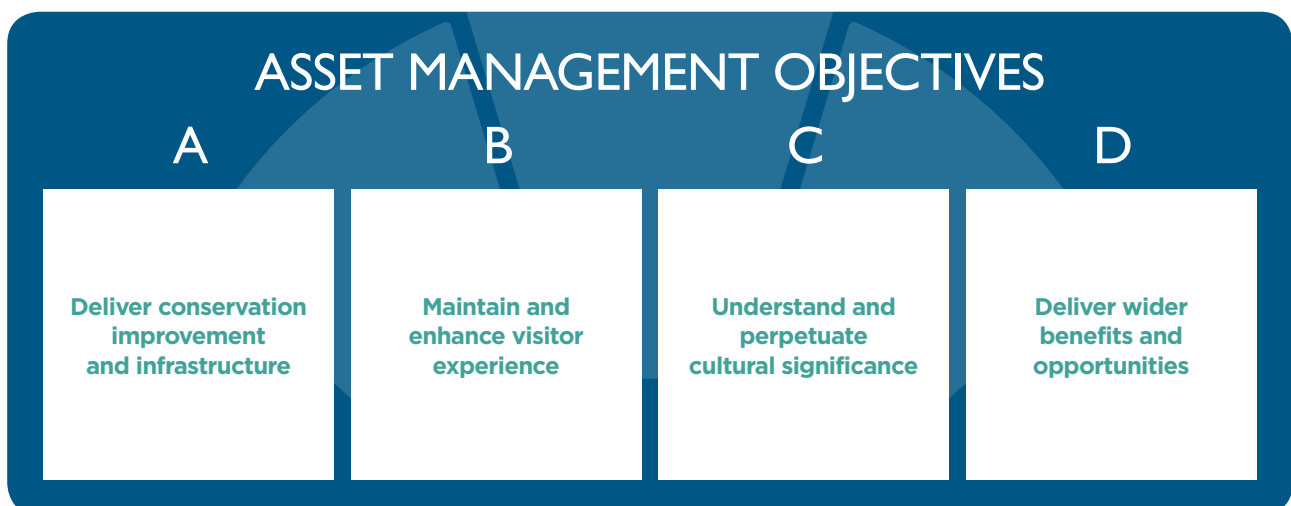 ASSET MANAGEMENT OBJECTIVES
A
Deliver conservation
improvement
and infrastructure
B
Maintain and
enhance visitor
experience
C
Understand and
perpetuate
cultural significance
D
Deliver wider
benefits and
opportunities